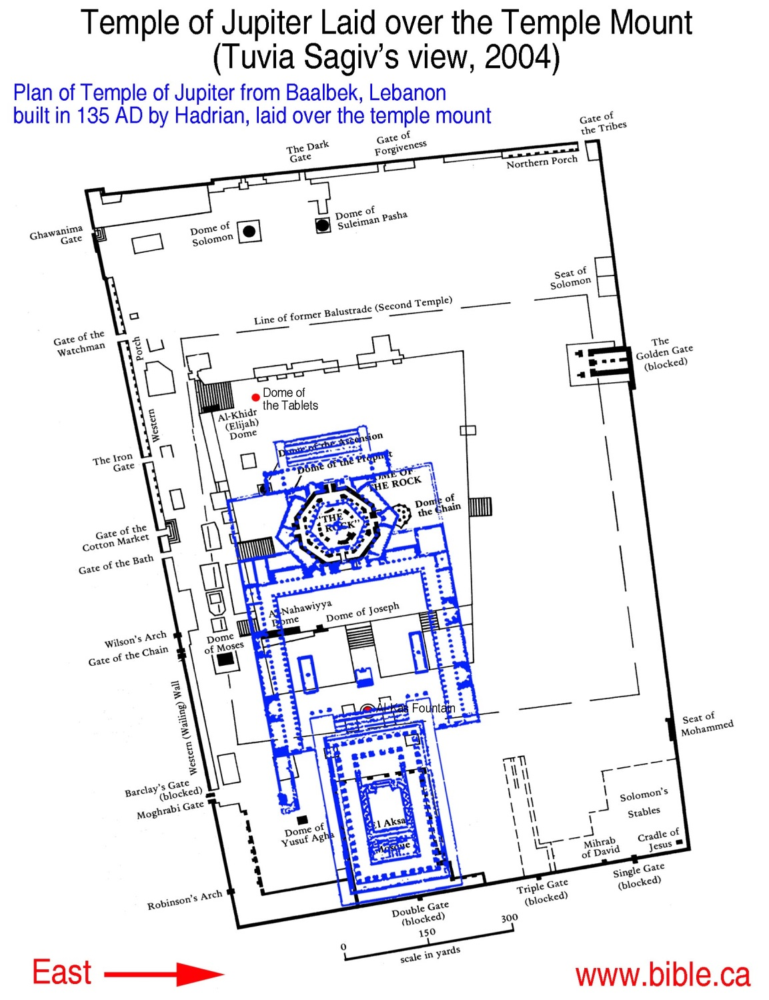 Temple of Jupiter Laid over the Temple Mount
(Tuvia Sagiv's view, 2004)
Plan of Temple of Jupiter from Baalbek, Lebanon
built in 135 AD by Hadrian, laid over the temple mount
Gate of
the Tribes
The Dark
Gate
Gate of
Forgiveness
Northern Porch
Ghawanima
Gate
Dome of
Solomon
Dome of
Suleiman Pasha
Seat of
Solomon
Line of former Balustrade (Second Temple)
Gate of the
Watchman
Porch
Western
The
Golden Gate
(blocked)
Dome of
the Tablets
Al-Khidr
(Elijah)
Dome
The Iron
Gate
Dome of the Ascension
Dome of the Prophet
DOME OF
THE ROCK
Dome of
the Chain
"THE
ROCK"
Gate of the
Cotton Market
Gate of the Bath
Al-Nahawiyya
Dome
Dome of Joseph
Wilson's Arch
Gate of the Chain
Dome
of Moses
Western (Wailing) Wall
Al-Kas Fountain
Seat of
Mohammed
Barclay's Gate
(blocked)
Moghrabi Gate
Dome of
Yusuf Agha
El Aksa
Mosque
Solomon's
Stables
Mihrab
of David
Cradle of
Jesus
Robinson's Arch
Double Gate
(blocked)
Triple Gate
(blocked)
Single Gate
(blocked)
0 150 300
scale in yards
East
www.bible.ca